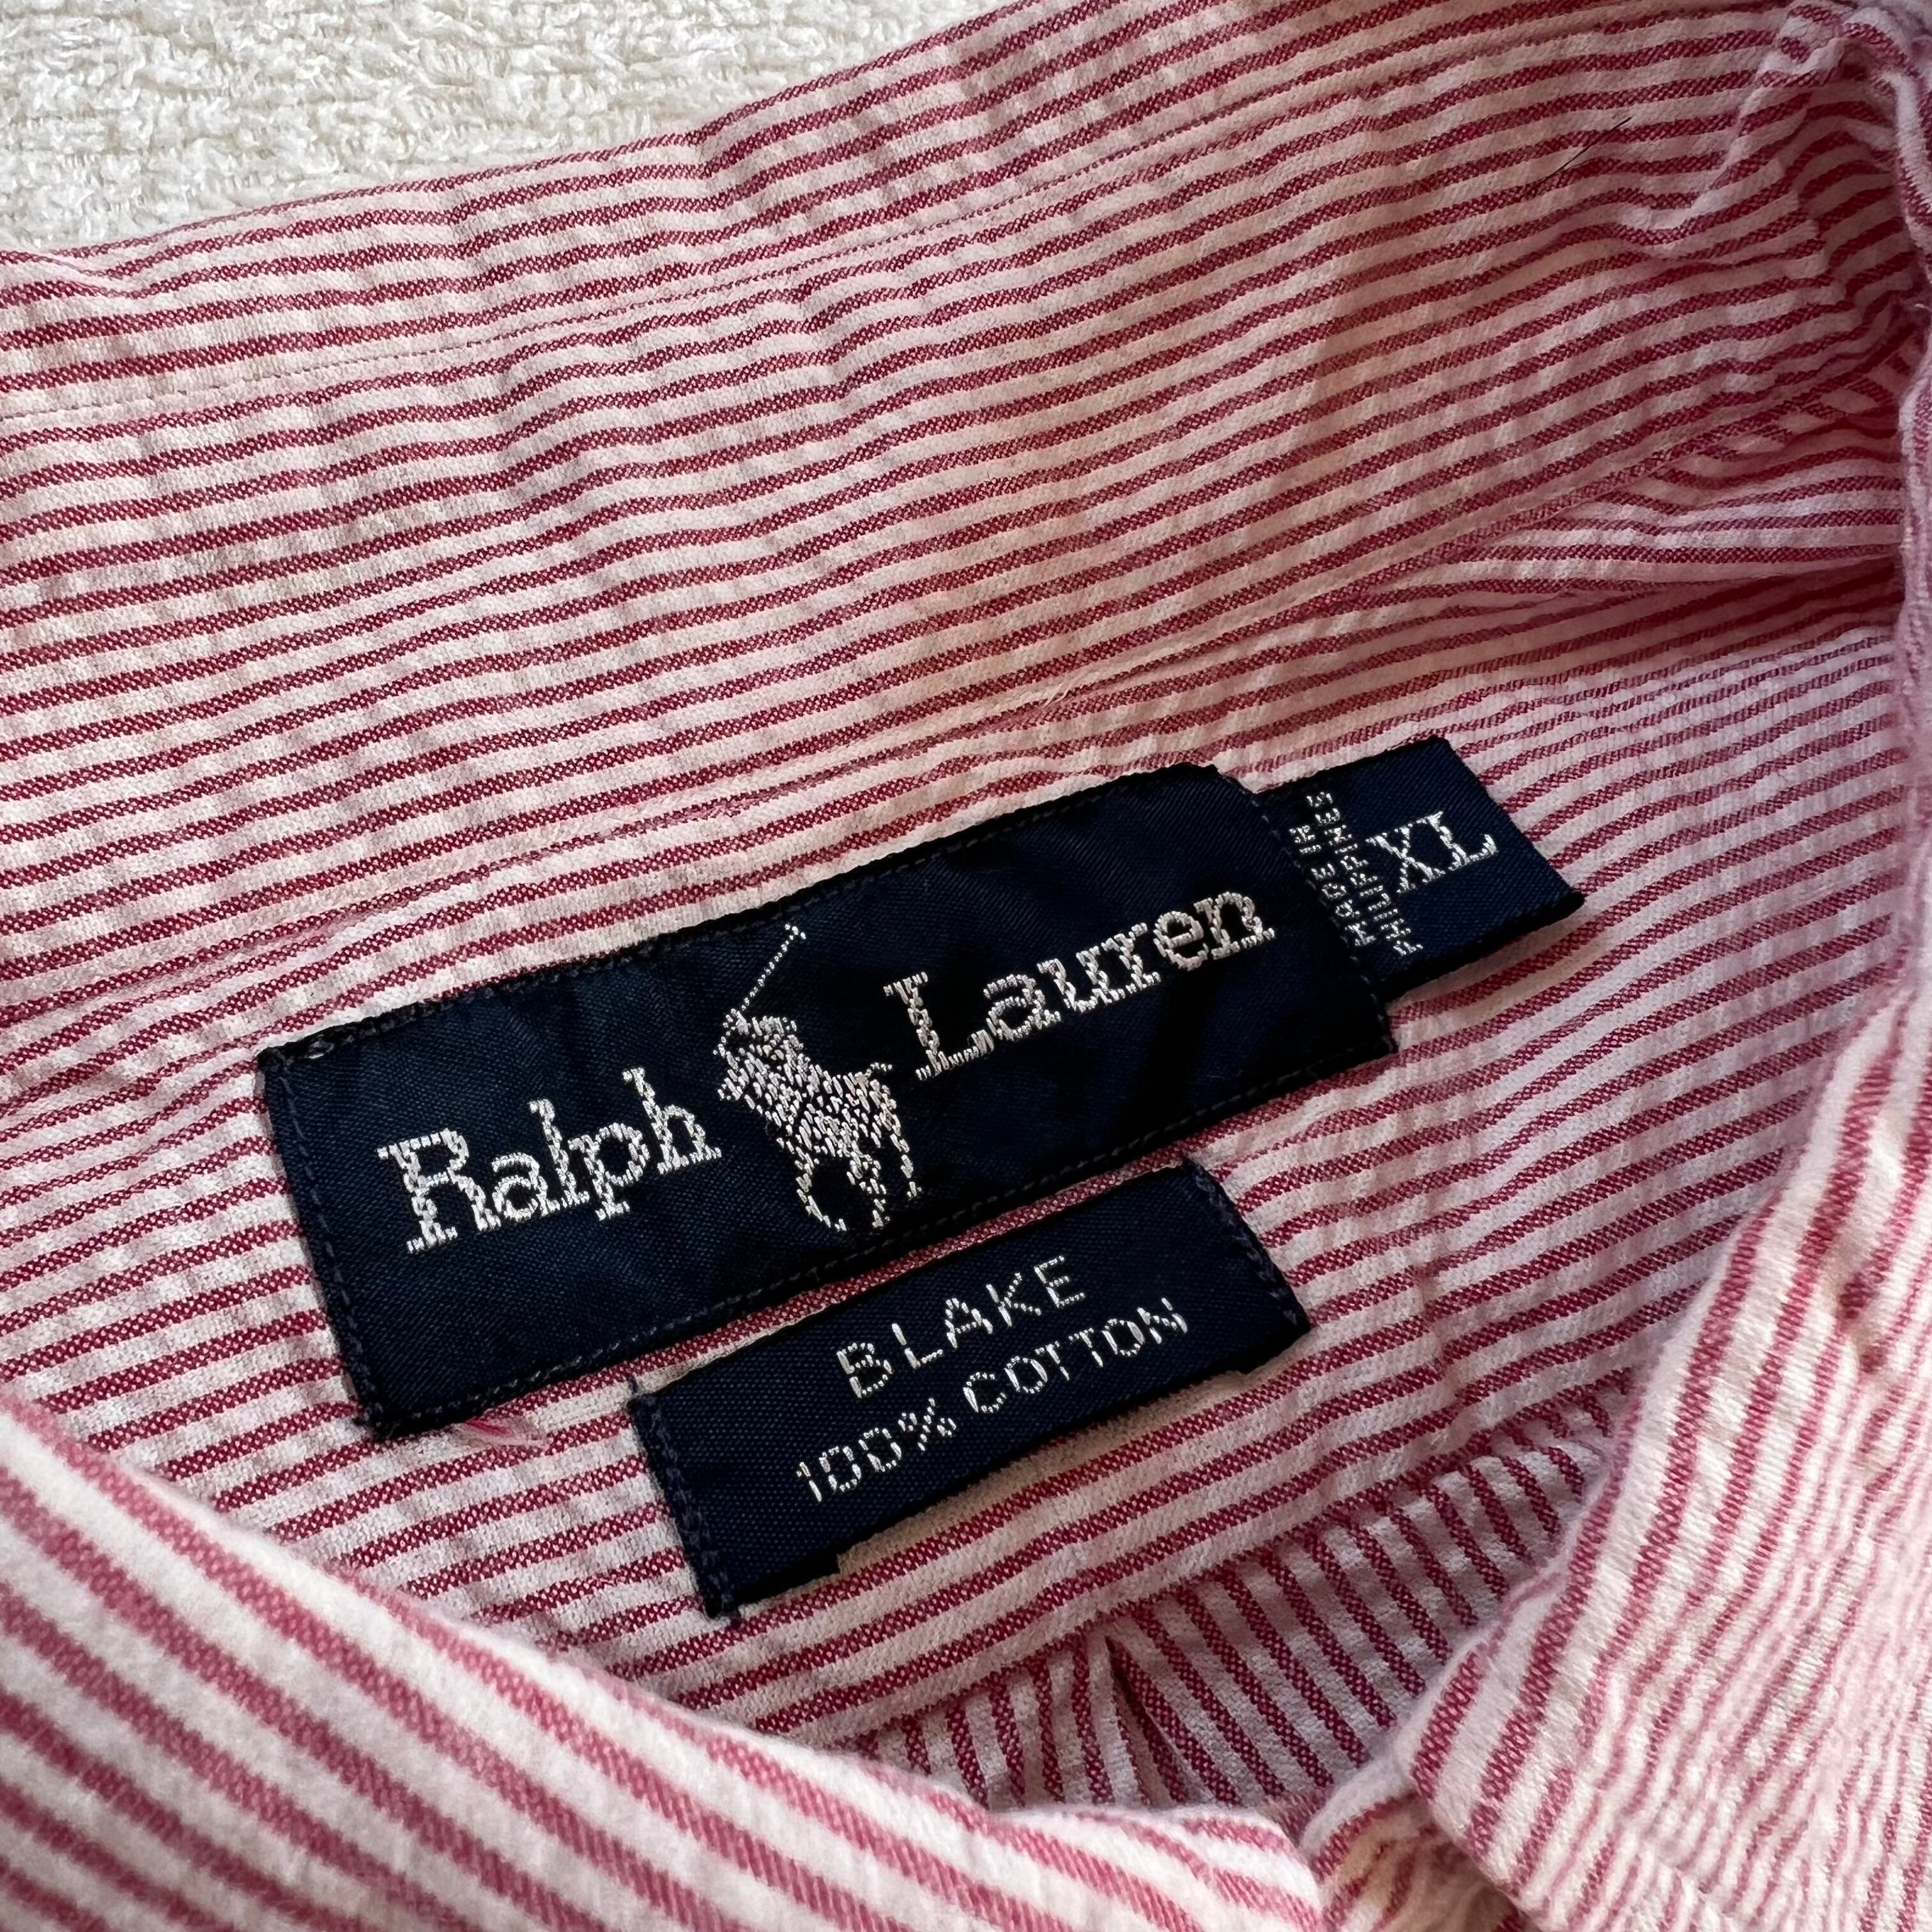 Ralph Lauren
MADE IN
PHILIPPINES
XL
BLAKE
100% COTTON